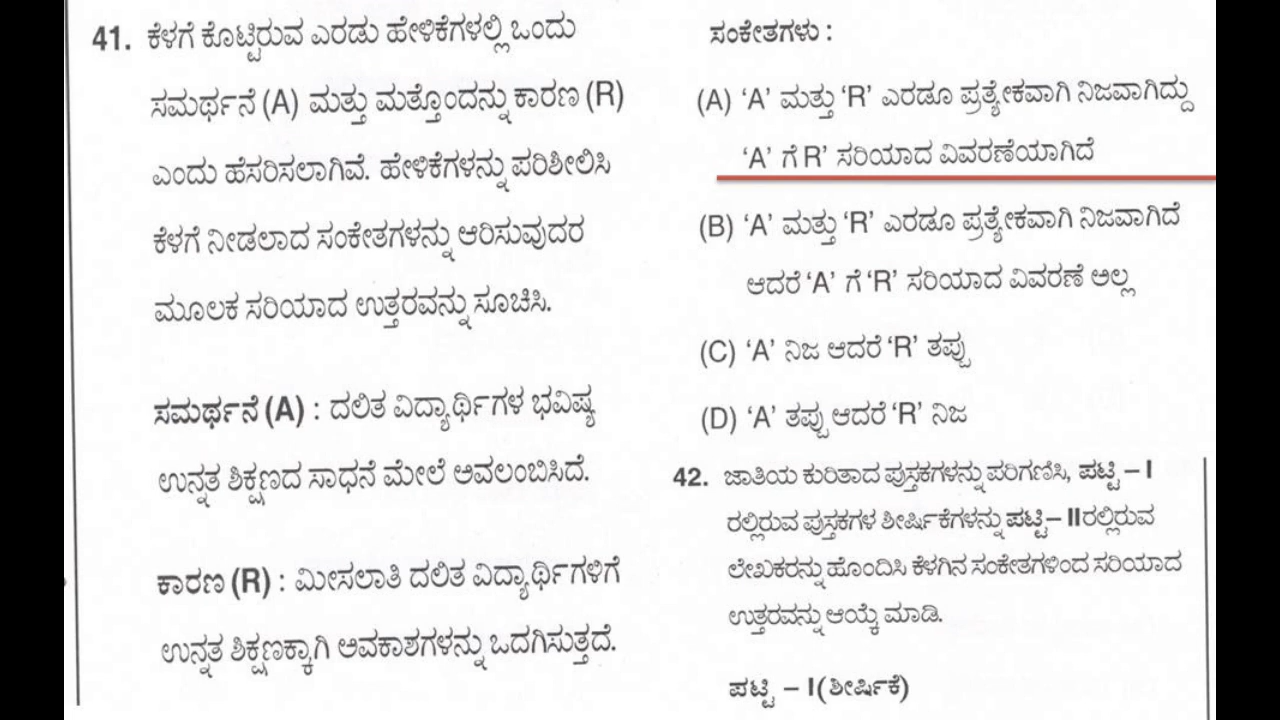 41. ಕೆಳಗೆ ಕೊಟ್ಟಿರುವ ಎರಡು ಹೇಳಿಕೆಗಳಲ್ಲಿ ಒಂದು
ಸಮರ್ಥನೆ (A) ಮತ್ತು ಮತ್ತೊಂದನ್ನು ಕಾರಣ (R)
ಎಂದು ಹೆಸರಿಸಲಾಗಿವೆ. ಹೇಳಿಕೆಗಳನ್ನು ಪರಿಶೀಲಿಸಿ
ಕೆಳಗೆ ನೀಡಲಾದ ಸಂಕೇತಗಳನ್ನು ಆರಿಸುವುದರ
ಮೂಲಕ ಸರಿಯಾದ ಉತ್ತರವನ್ನು ಸೂಚಿಸಿ.
ಸಮರ್ಥನೆ (A) : ದಲಿತ ವಿದ್ಯಾರ್ಥಿಗಳ ಭವಿಷ್ಯ
ಉನ್ನತ ಶಿಕ್ಷಣದ ಸಾಧನೆ ಮೇಲೆ ಅವಲಂಬಿಸಿದೆ.
ಕಾರಣ (R) : ಮೀಸಲಾತಿ ದಲಿತ ವಿದ್ಯಾರ್ಥಿಗಳಿಗೆ
ಉನ್ನತ ಶಿಕ್ಷಣಕ್ಕಾಗಿ ಅವಕಾಶಗಳನ್ನು ಒದಗಿಸುತ್ತದೆ.
ಸಂಕೇತಗಳು :
(A) ‘A’ ಮತ್ತು ‘R’ ಎರಡೂ ಪ್ರತ್ಯೇಕವಾಗಿ ನಿಜವಾಗಿದ್ದು
‘A’ ಗೆ R’ ಸರಿಯಾದ ವಿವರಣೆಯಾಗಿದೆ
(B) ‘A’ ಮತ್ತು ‘R’ ಎರಡೂ ಪ್ರತ್ಯೇಕವಾಗಿ ನಿಜವಾಗಿದೆ
ಆದರೆ ‘A’ ಗೆ ‘R’ ಸರಿಯಾದ ವಿವರಣೆ ಅಲ್ಲ
(C) ‘A’ ನಿಜ ಆದರೆ ‘R’ ತಪ್ಪು
(D) ‘A’ ತಪ್ಪು ಆದರೆ ‘R’ ನಿಜ
42. ಜಾತಿಯ ಕುರಿತಾದ ಪುಸ್ತಕಗಳನ್ನು ಪರಿಗಣಿಸಿ, ಪಟ್ಟಿ – I
ರಲ್ಲಿರುವ ಪುಸ್ತಕಗಳ ಶೀರ್ಷಿಕೆಗಳನ್ನು ಪಟ್ಟಿ – II ರಲ್ಲಿರುವ
ಲೇಖಕರನ್ನು ಹೊಂದಿಸಿ ಕೆಳಗಿನ ಸಂಕೇತಗಳಿಂದ ಸರಿಯಾದ
ಉತ್ತರವನ್ನು ಆಯ್ಕೆ ಮಾಡಿ.
ಪಟ್ಟಿ – I (ಶೀರ್ಷಿಕೆ)